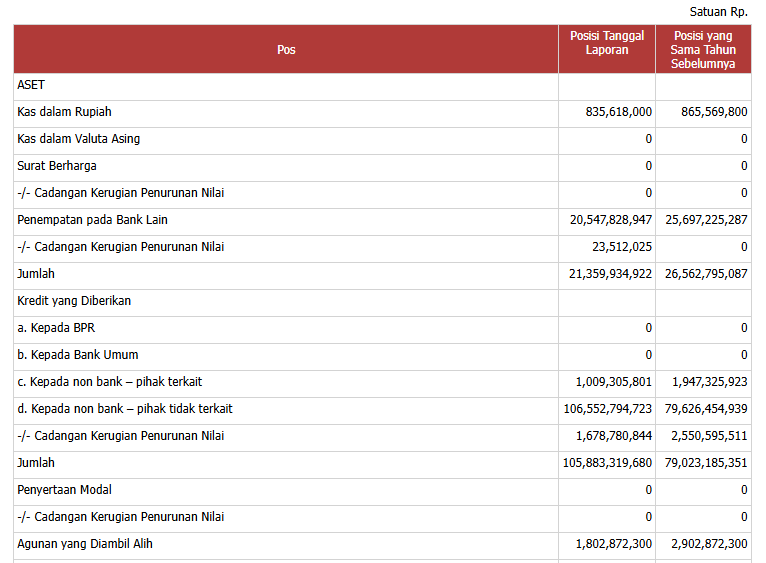 Satuan Rp.
Pos Posisi Tanggal Laporan Posisi yang Sama Tahun Sebelumnya
ASET
Kas dalam Rupiah 835,618,000 865,569,800
Kas dalam Valuta Asing 0 0
Surat Berharga 0 0
-/- Cadangan Kerugian Penurunan Nilai 0 0
Penempatan pada Bank Lain 20,547,828,947 25,697,225,287
-/- Cadangan Kerugian Penurunan Nilai 23,512,025 0
Jumlah 21,359,934,922 26,562,795,087
Kredit yang Diberikan
a. Kepada BPR 0 0
b. Kepada Bank Umum 0 0
c. Kepada non bank – pihak terkait 1,009,305,801 1,947,325,923
d. Kepada non bank – pihak tidak terkait 106,552,794,723 79,626,454,939
-/- Cadangan Kerugian Penurunan Nilai 1,678,780,844 2,550,595,511
Jumlah 105,883,319,680 79,023,185,351
Penyertaan Modal 0 0
-/- Cadangan Kerugian Penurunan Nilai 0 0
Agunan yang Diambil Alih 1,802,872,300 2,902,872,300